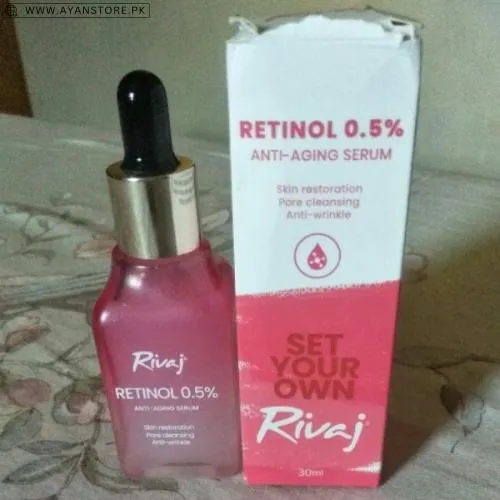 WWW.AYANSTORE.PK
RETINOL 0.5%
ANTI-AGING SERUM
Skin restoration
Pore cleansing
Anti-wrinkle
SET
YOUR
OWN
Rivaj
30ml
Rivaj
RETINOL 0.5%
ANTI-AGING SERUM
Skin restoration
Pore cleansing
Anti-wrinkle